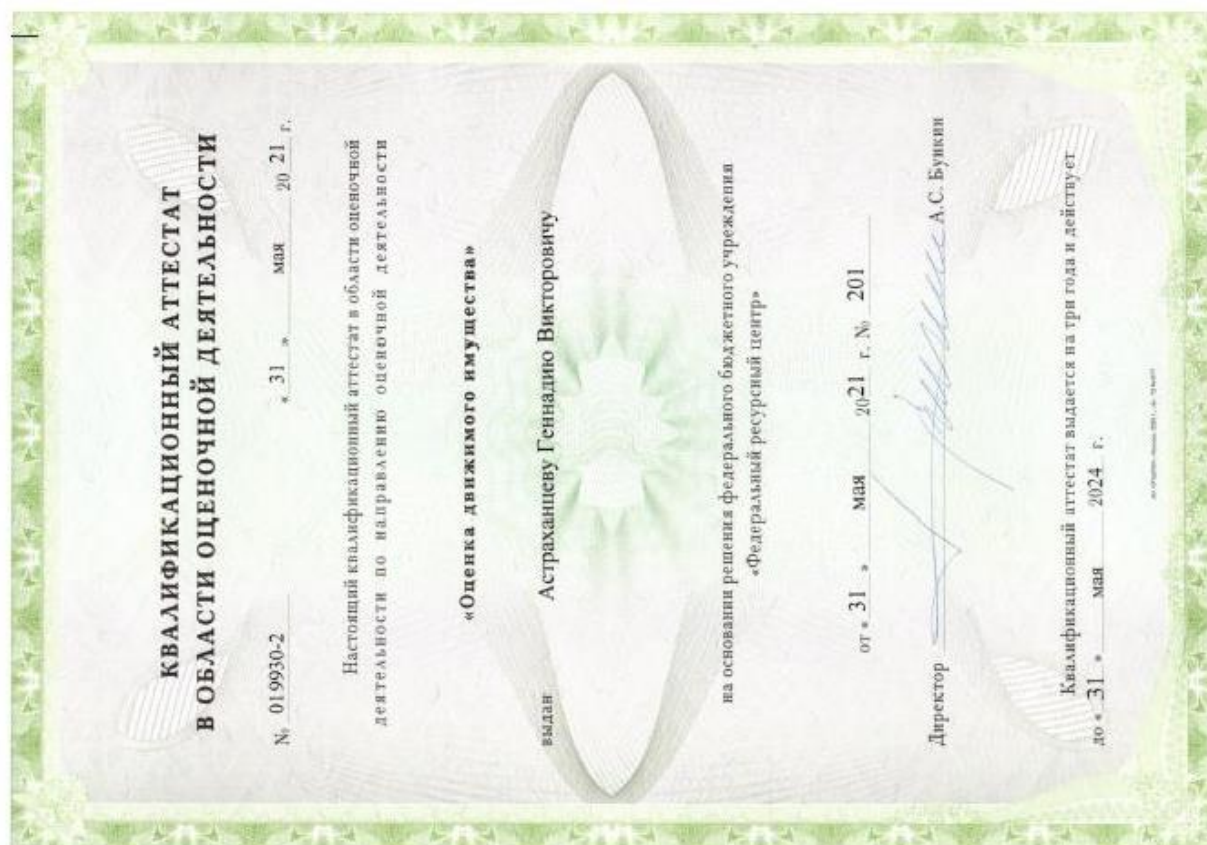 КВАЛИФИКАЦИОННЫЙ АТТЕСТАТ
В ОБЛАСТИ ОЦЕНОЧНОЙ ДЕЯТЕЛЬНОСТИ
№ 019930-2 « 31 » мая 20 21 г.
Настоящий квалификационный аттестат в области оценочной
деятельности по направлению оценочной деятельности
«Оценка движимого имущества»
выдан Астраханцеву Геннадию Викторовичу
на основании решения федерального бюджетного учреждения
«Федеральный ресурсный центр»
от « 31 » мая 2021 г. № 201
Директор А.С. Бункин
Квалификационный аттестат выдается на три года и действует
до « 31 » мая 2024 г.